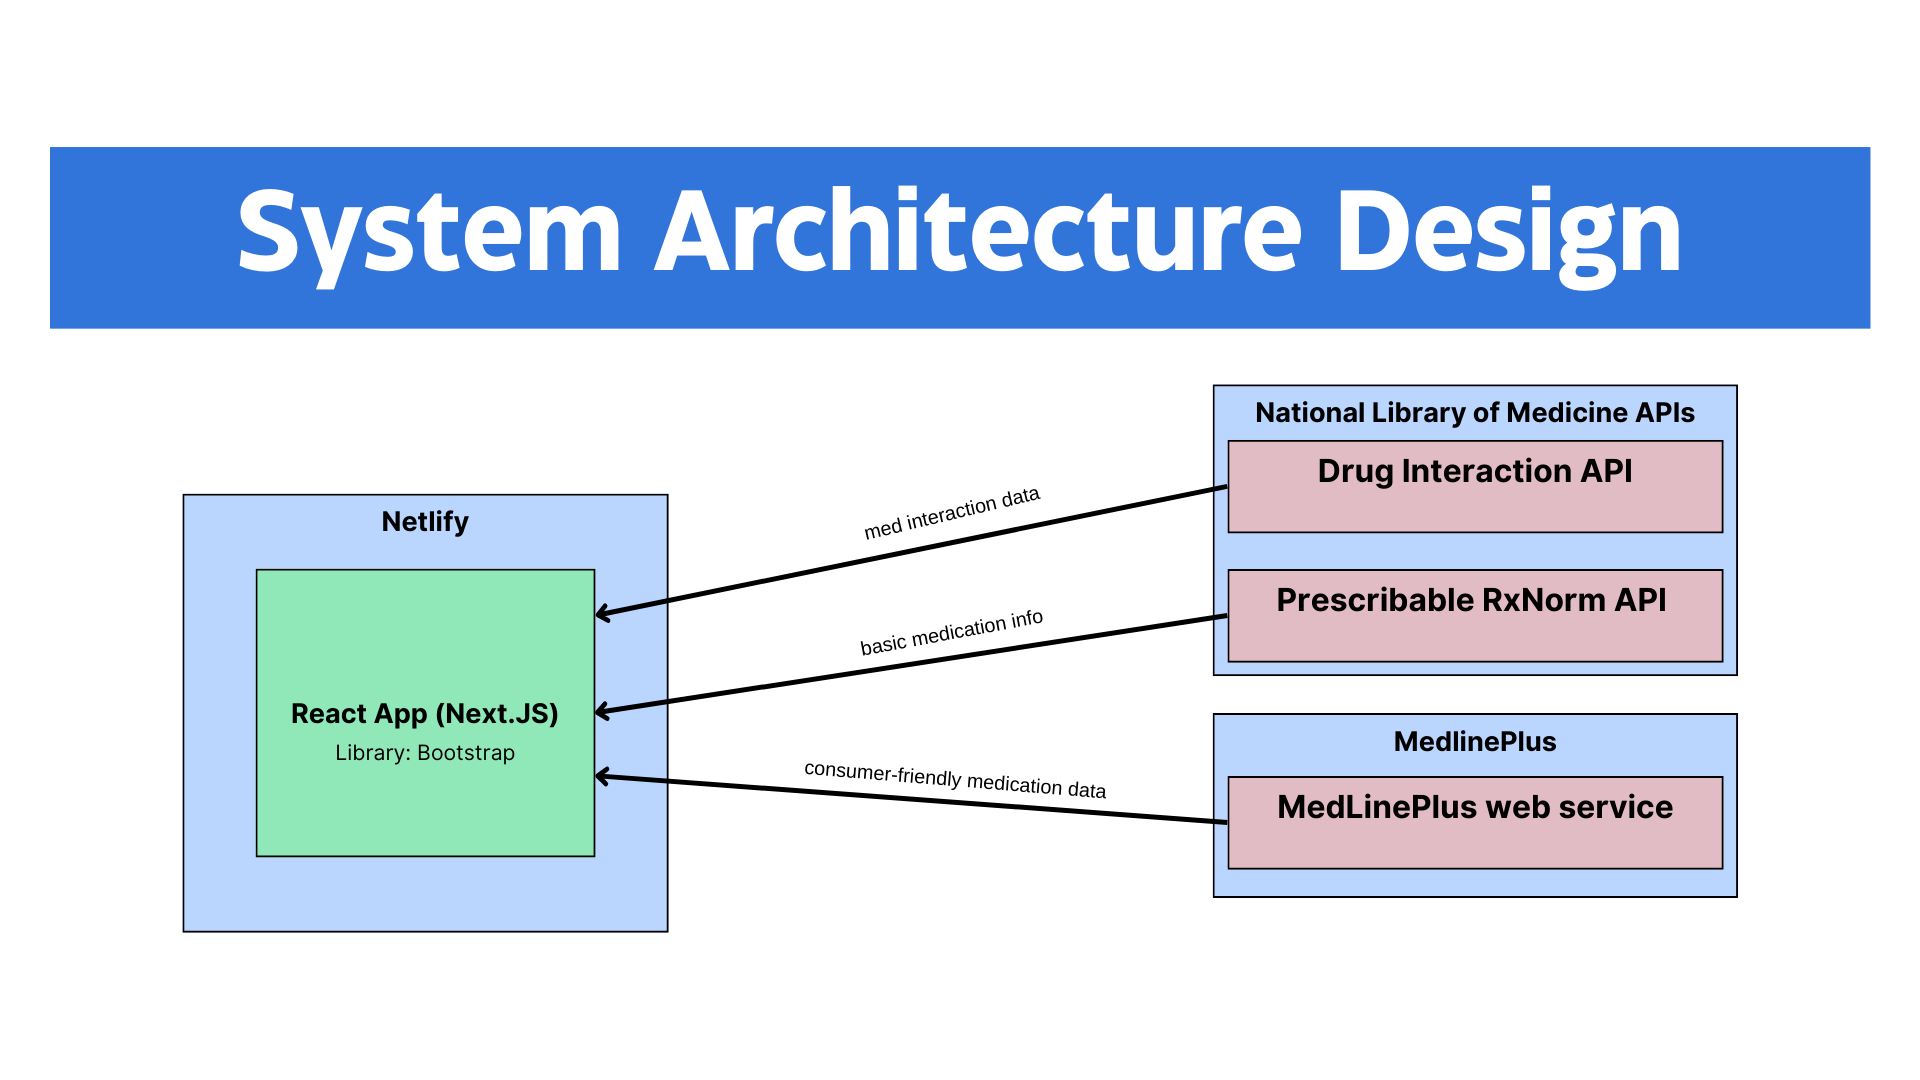 System Architecture Design
National Library of Medicine APIs
Drug Interaction API
med interaction data
Netlify
Prescribable RxNorm API
basic medication info
React App (Next.JS)
Library: Bootstrap
MedlinePlus
consumer-friendly medication data
MedLinePlus web service